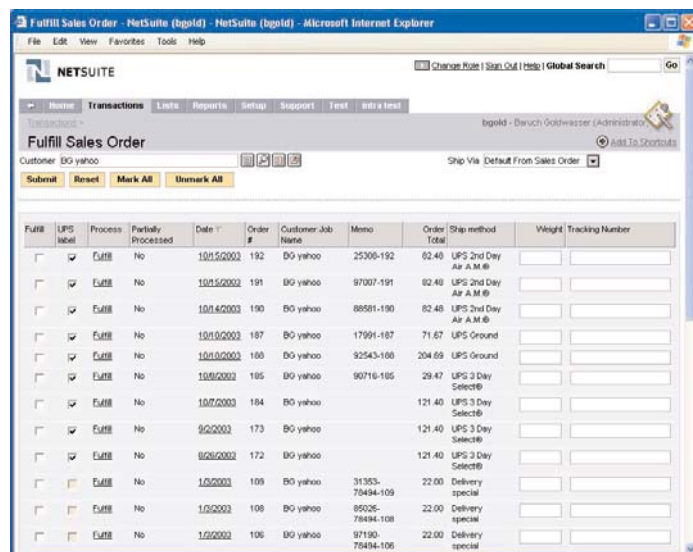 Fulfill Sales Order - NetSuite (bgold) - NetSuite (bgold) - Microsoft Internet Explorer
File Edit View Favorites Tools Help
N NETSUITE Change Role | Sign Out | Help | Global Search Go
Home Transactions Lists Reports Setup Support Test Intra test
Transactions bgold - Baruch Goldwasser (Administrator)
Fulfill Sales Order Add To Shortcuts
Customer BG yahoo Ship Via Default From Sales Order
Submit Reset Mark All Unmark All
Fulfill UPS label Process Partially Processed Date Order # Customer:Job Name Memo Order Total Ship method Weight Tracking Number
Fulfill No 10/15/2003 192 BG yahoo 25308-192 82.48 UPS 2nd Day Air A.M.®
Fulfill No 10/15/2003 191 BG yahoo 97007-191 82.48 UPS 2nd Day Air A.M.®
Fulfill No 10/14/2003 190 BG yahoo 88581-190 82.48 UPS 2nd Day Air A.M.®
Fulfill No 10/10/2003 187 BG yahoo 17991-187 71.67 UPS Ground
Fulfill No 10/10/2003 188 BG yahoo 92543-188 204.69 UPS Ground
Fulfill No 10/8/2003 185 BG yahoo 90716-185 29.47 UPS 3 Day Select®
Fulfill No 10/7/2003 184 BG yahoo 121.40 UPS 3 Day Select®
Fulfill No 9/2/2003 173 BG yahoo 121.40 UPS 3 Day Select®
Fulfill No 8/26/2003 172 BG yahoo 121.40 UPS 3 Day Select®
Fulfill No 1/3/2003 109 BG yahoo 31353-78494-109 22.00 Delivery special
Fulfill No 1/3/2003 108 BG yahoo 85026-78494-108 22.00 Delivery special
Fulfill No 1/3/2003 106 BG yahoo 97190-78494-106 22.00 Delivery special